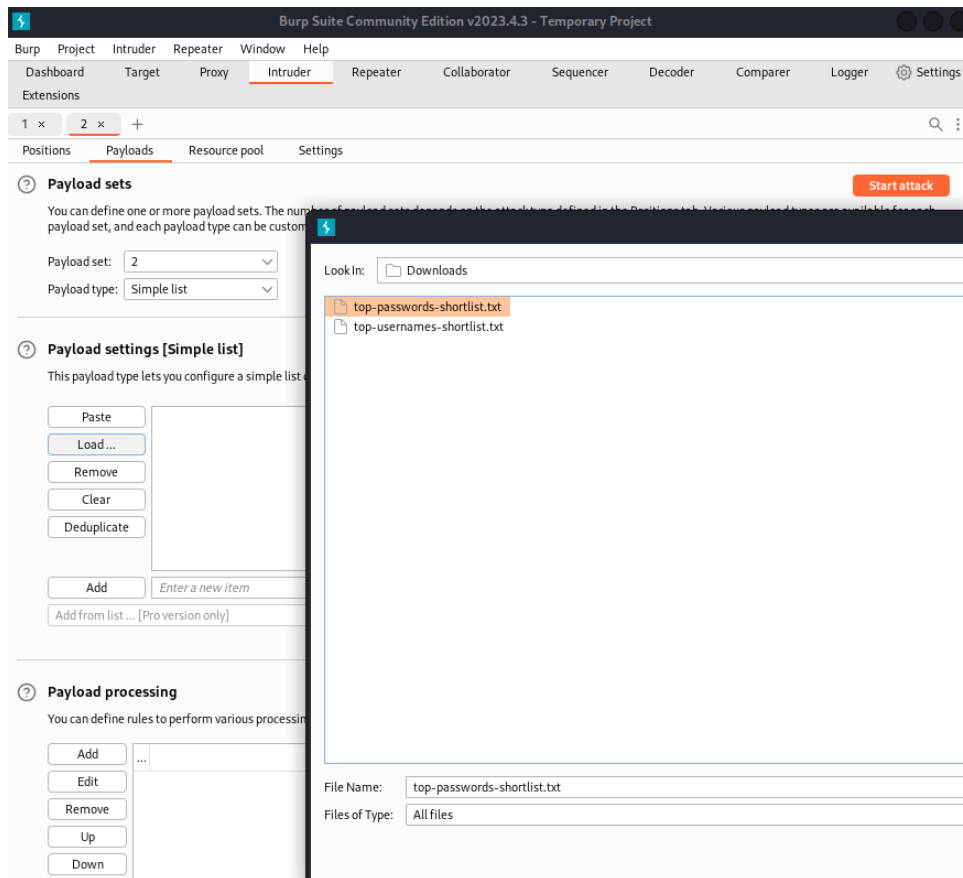 Burp Suite Community Edition v2023.4.3 - Temporary Project
Burp Project Intruder Repeater Window Help
Dashboard Target Proxy Intruder Repeater Collaborator Sequencer Decoder Comparer Logger Settings
Extensions
1 × 2 × +
Positions Payloads Resource pool Settings
Payload sets
Start attack
You can define one or more payload sets. The number of payload sets depends on the attack type defined in the Positions tab. Various payload types are available for each
payload set, and each payload type can be custom
Payload set: 2
Payload type: Simple list
Payload settings [Simple list]
This payload type lets you configure a simple list
Paste
Load ...
Remove
Clear
Deduplicate
Add Enter a new item
Add from list ... [Pro version only]
Payload processing
You can define rules to perform various processin
Add ...
Edit
Remove
Up
Down
Look In: Downloads
top-passwords-shortlist.txt
top-usernames-shortlist.txt
File Name: top-passwords-shortlist.txt
Files of Type: All files